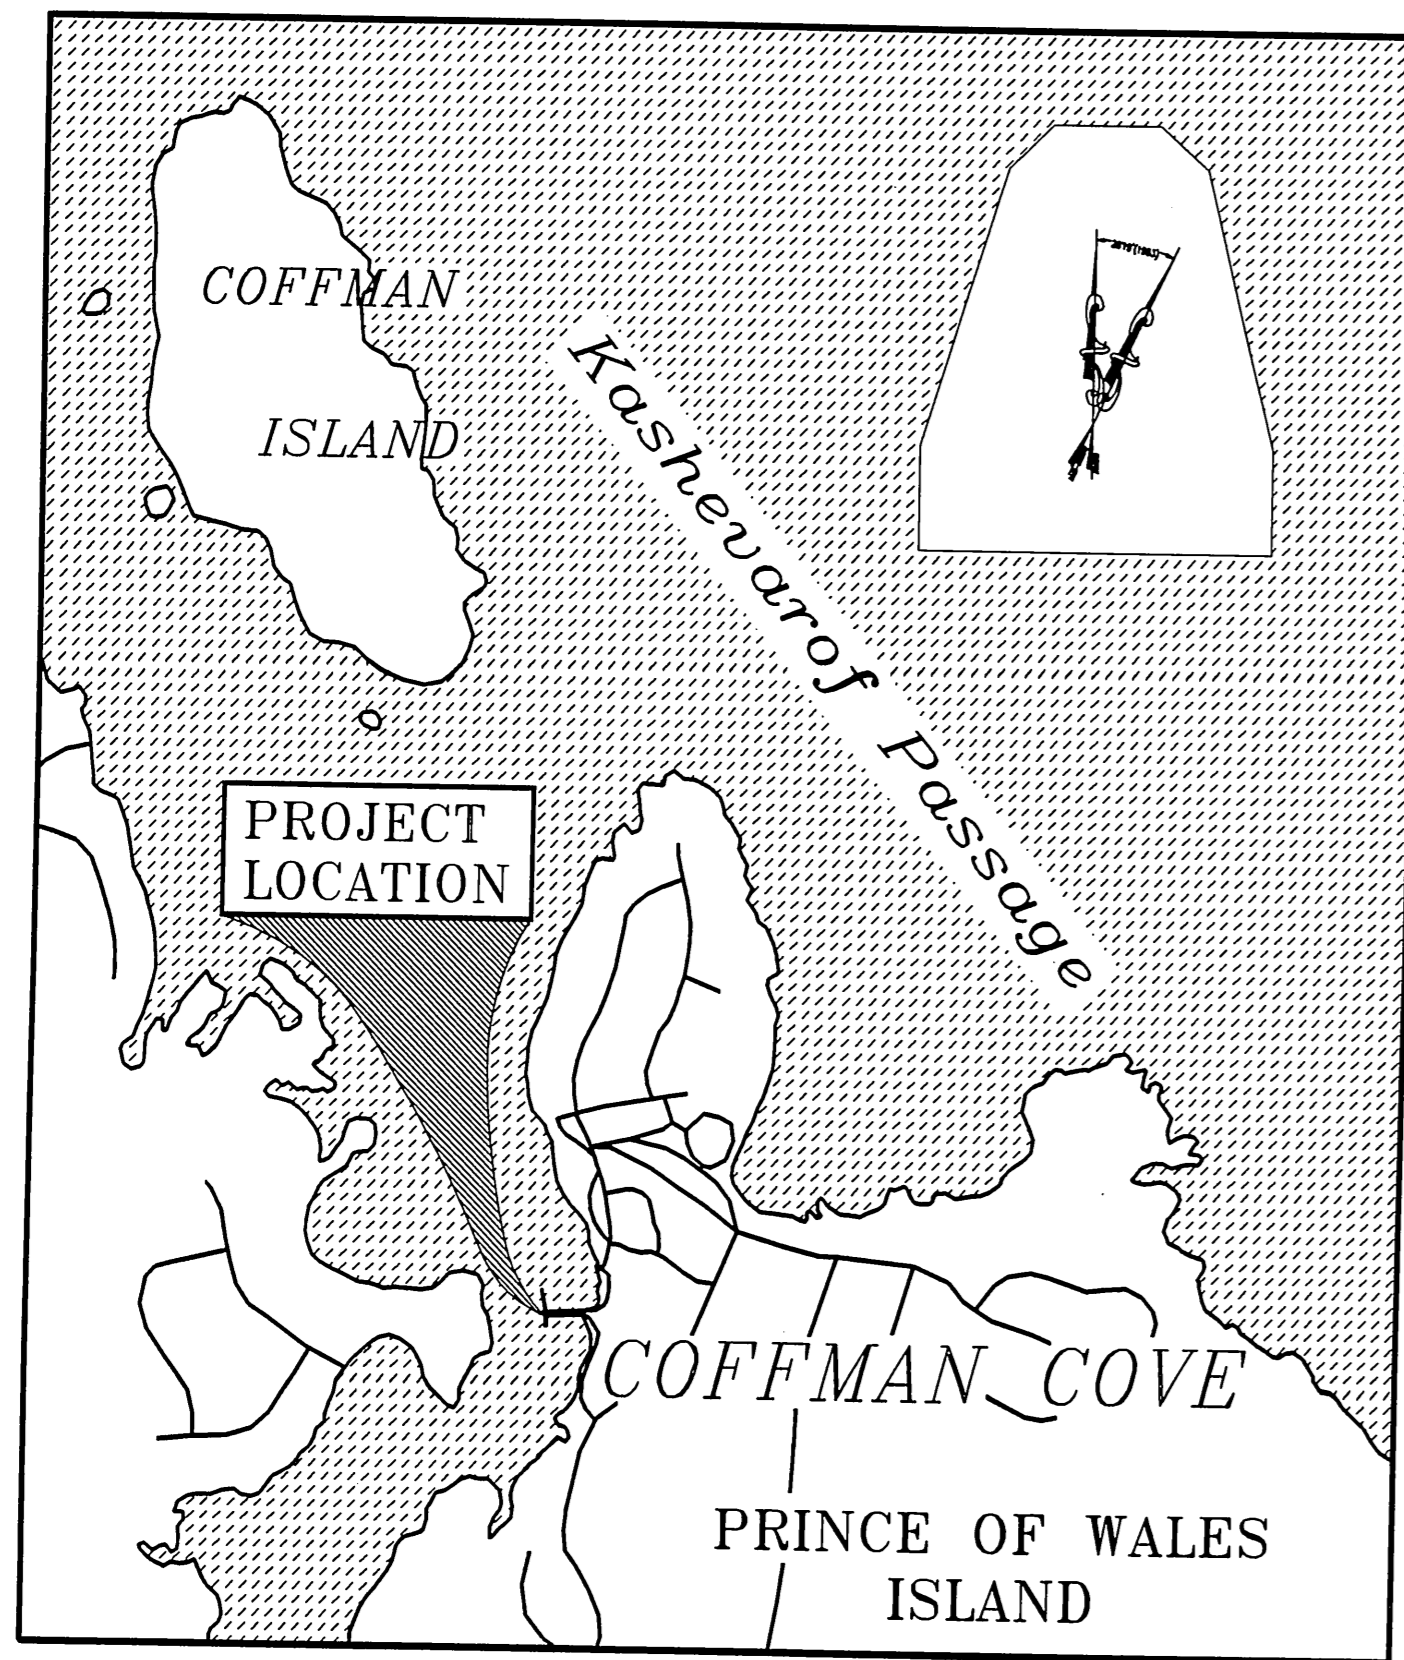 COFFMAN
ISLAND
Kashevarof Passage
PROJECT
LOCATION
COFFMAN COVE
PRINCE OF WALES
ISLAND